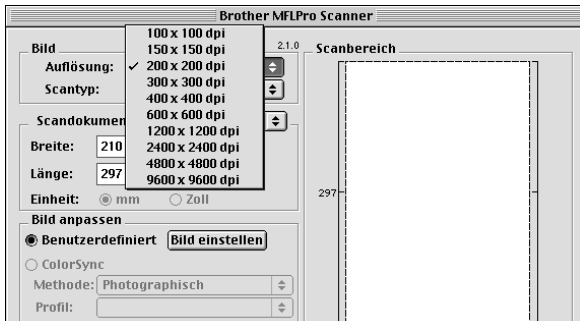 Brother MFLPro Scanner
Bild
2.1.0
Auflösung:
100 x 100 dpi
150 x 150 dpi
✓ 200 x 200 dpi
300 x 300 dpi
400 x 400 dpi
600 x 600 dpi
1200 x 1200 dpi
2400 x 2400 dpi
4800 x 4800 dpi
9600 x 9600 dpi
Scantyp:
Scandokumen
Breite: 210
Länge: 297
Einheit: mm Zoll
Bild anpassen
Benutzerdefiniert Bild einstellen
ColorSync
Methode: Photographisch
Profil:
Scanbereich
297